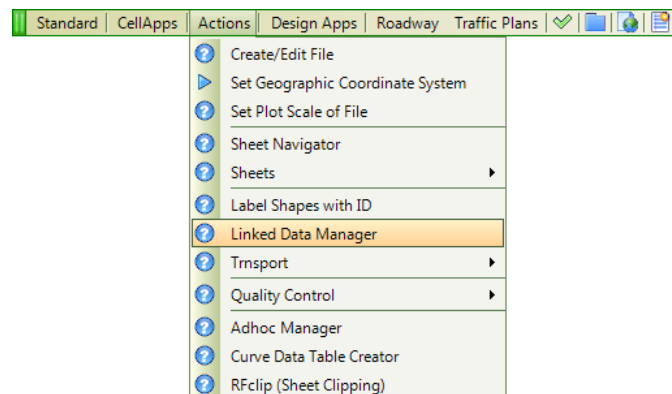 Standard CellApps Actions Design Apps Roadway Traffic Plans
Create/Edit File
Set Geographic Coordinate System
Set Plot Scale of File
Sheet Navigator
Sheets
Label Shapes with ID
Linked Data Manager
Trnsport
Quality Control
Adhoc Manager
Curve Data Table Creator
RFclip (Sheet Clipping)